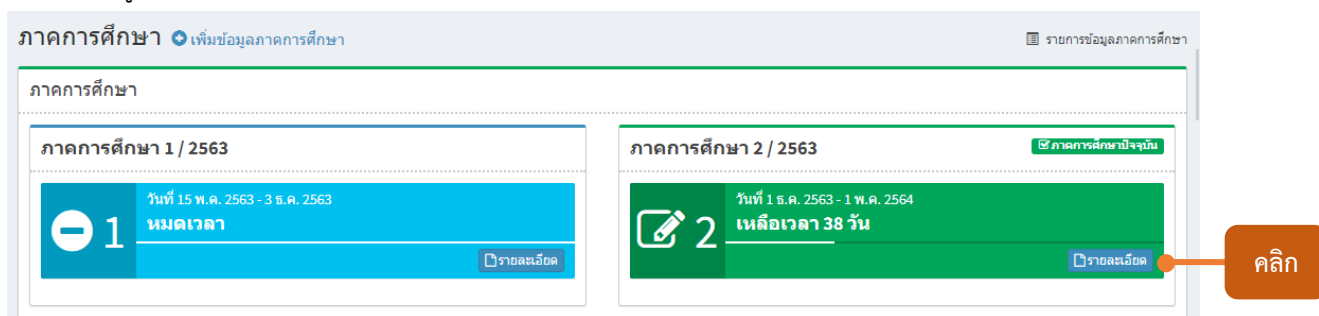 ภาคการศึกษา เพิ่มข้อมูลภาคการศึกษา
รายการข้อมูลภาคการศึกษา
ภาคการศึกษา
ภาคการศึกษา 1 / 2563
วันที่ 15 พ.ค. 2563 - 3 ธ.ค. 2563
1
หมดเวลา
รายละเอียด
ภาคการศึกษา 2 / 2563
ภาคการศึกษาปัจจุบัน
วันที่ 1 ธ.ค. 2563 - 1 พ.ค. 2564
2
เหลือเวลา 38 วัน
รายละเอียด
คลิก